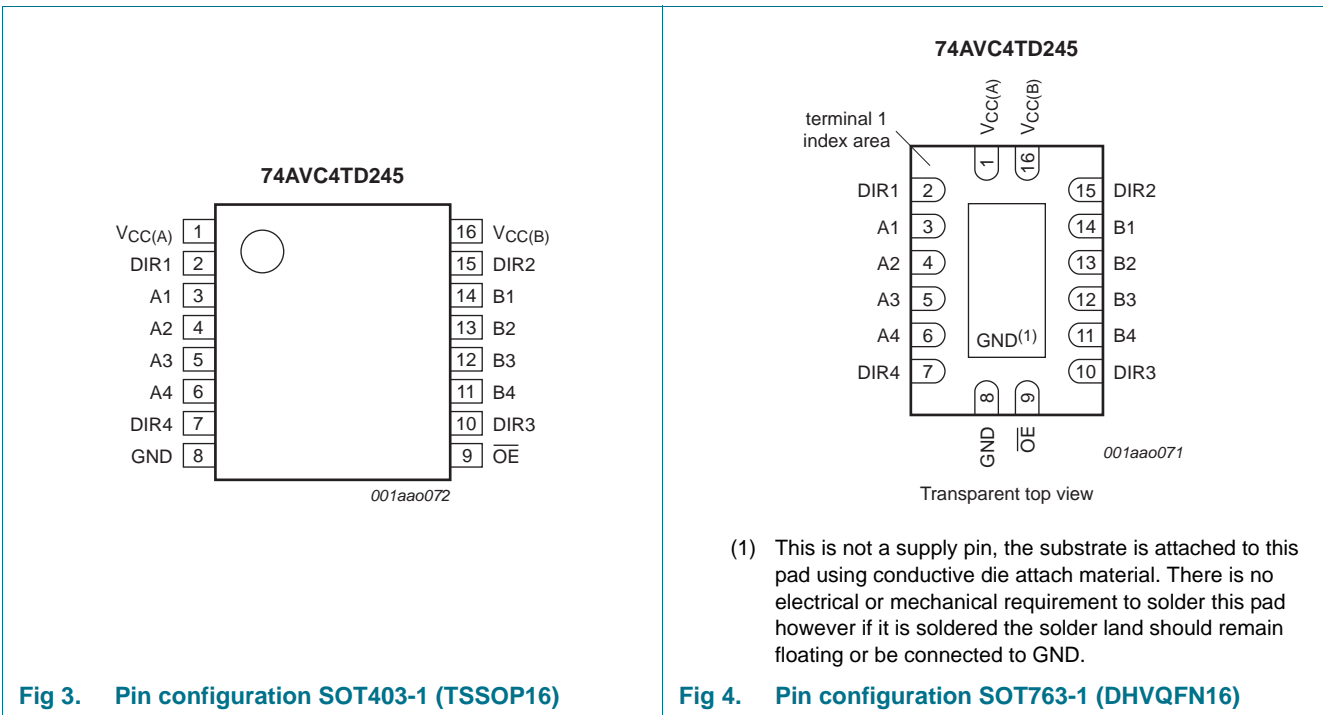 74AVC4TD245
VCC(A) 1
DIR1 2
A1 3
A2 4
A3 5
A4 6
DIR4 7
GND 8
16 VCC(B)
15 DIR2
14 B1
13 B2
12 B3
11 B4
10 DIR3
9 OE
001aao072
Fig 3. Pin configuration SOT403-1 (TSSOP16)
74AVC4TD245
terminal 1
index area
VCC(A)
VCC(B)
1
16
DIR1 2
A1 3
A2 4
A3 5
A4 6
DIR4 7
15 DIR2
14 B1
13 B2
12 B3
11 B4
10 DIR3
GND(1)
8
9
GND
OE
001aao071
Transparent top view
(1) This is not a supply pin, the substrate is attached to this
pad using conductive die attach material. There is no
electrical or mechanical requirement to solder this pad
however if it is soldered the solder land should remain
floating or be connected to GND.
Fig 4. Pin configuration SOT763-1 (DHVQFN16)